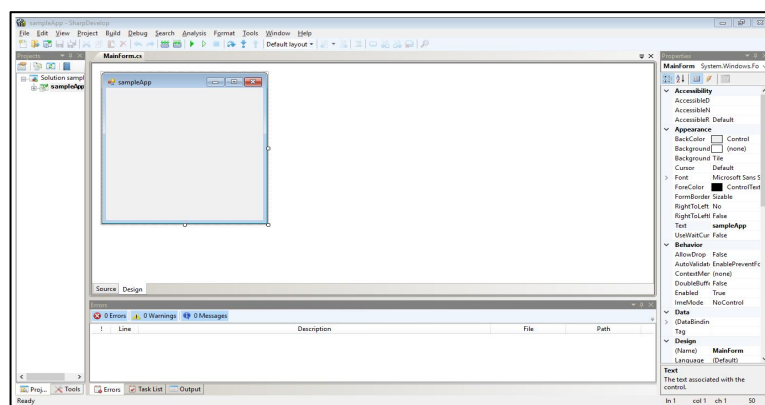 sampleApp - SharpDevelop
File Edit View Project Build Debug Search Analysis Format Tools Window Help
Default layout
Projects
MainForm.cs
Properties
MainForm System.Windows.Fo
Solution sampl
sampleApp
sampleApp
Accessibility
AccessibleD
AccessibleN
AccessibleR Default
Appearance
BackColor Control
Background (none)
Background Tile
Cursor Default
Font Microsoft Sans S
ForeColor ControlText
FormBorder Sizable
RightToLeft No
RightToLeftl False
Text sampleApp
UseWaitCur False
Behavior
AllowDrop False
AutoValidat EnablePreventFc
ContextMer (none)
DoubleBuffe False
Enabled True
ImeMode NoControl
Data
(DataBindin
Tag
Design
(Name) MainForm
Language (Default)
Text
The text associated with the
control.
Source Design
Errors
0 Errors 0 Warnings 0 Messages
! Line Description File Path
Proj... Tools
Errors Task List Output
Ready
ln 1 col 1 ch 1 50